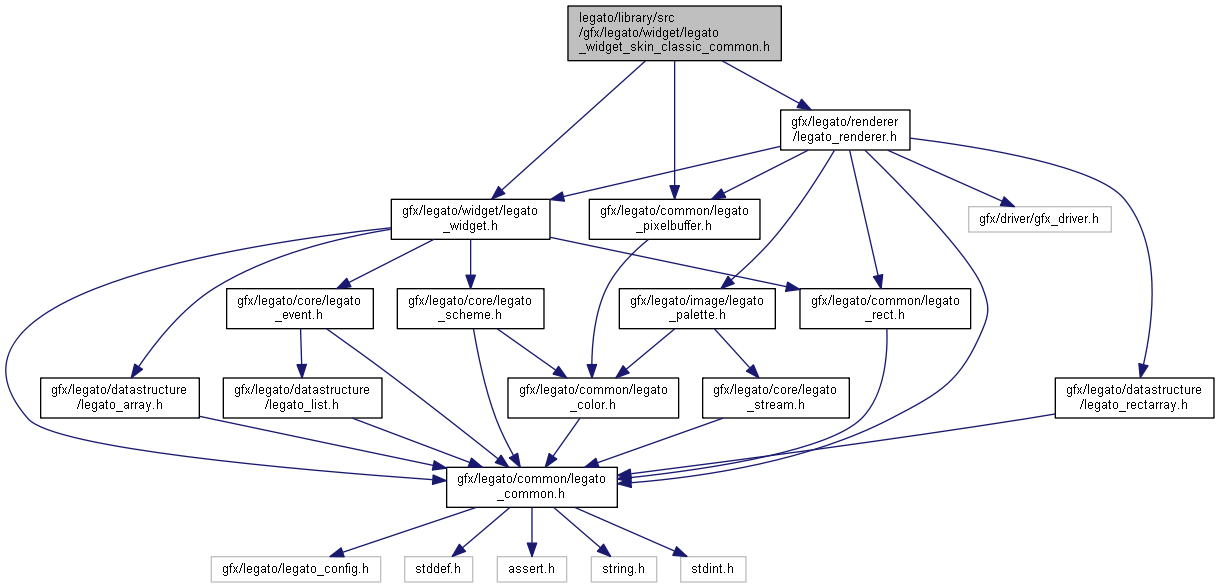 legato/library/src
/gfx/legato/widget/legato
_widget_skin_classic_common.h
gfx/legato/renderer
/legato_renderer.h
gfx/legato/widget/legato
_widget.h
gfx/legato/common/legato
_pixelbuffer.h
gfx/driver/gfx_driver.h
gfx/legato/core/legato
_event.h
gfx/legato/core/legato
_scheme.h
gfx/legato/image/legato
_palette.h
gfx/legato/common/legato
_rect.h
gfx/legato/datastructure
/legato_array.h
gfx/legato/datastructure
/legato_list.h
gfx/legato/common/legato
_color.h
gfx/legato/core/legato
_stream.h
gfx/legato/datastructure
/legato_rectarray.h
gfx/legato/common/legato
_common.h
gfx/legato/legato_config.h
stddef.h
assert.h
string.h
stdint.h